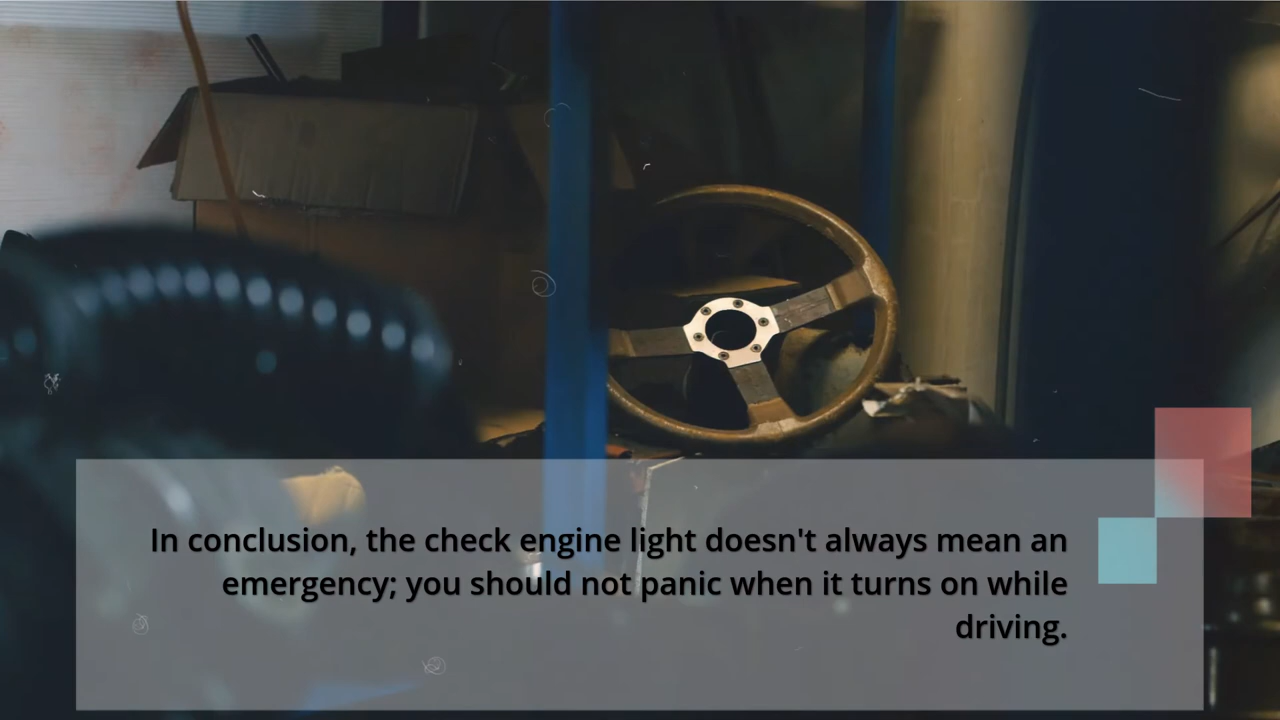 In conclusion, the check engine light doesn't always mean an
emergency; you should not panic when it turns on while
driving.